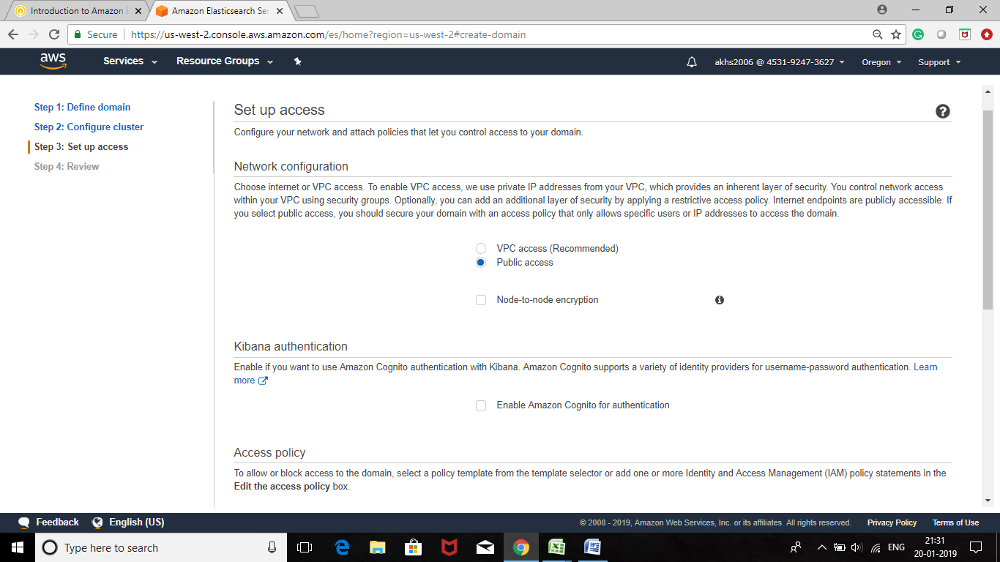 Introduction to Amazon E
Amazon Elasticsearch Ser
Secure
https://us-west-2.console.aws.amazon.com/es/home?region=us-west-2#create-domain
aws
Services
Resource Groups
akhs2006 @ 4531-9247-3627
Oregon
Support
Step 1: Define domain
Step 2: Configure cluster
Step 3: Set up access
Step 4: Review
Set up access
Configure your network and attach policies that let you control access to your domain.
Network configuration
Choose internet or VPC access. To enable VPC access, we use private IP addresses from your VPC, which provides an inherent layer of security. You control network access
within your VPC using security groups. Optionally, you can add an additional layer of security by applying a restrictive access policy. Internet endpoints are publicly accessible. If
you select public access, you should secure your domain with an access policy that only allows specific users or IP addresses to access the domain.
VPC access (Recommended)
Public access
Node-to-node encryption
Kibana authentication
Enable if you want to use Amazon Cognito authentication with Kibana. Amazon Cognito supports a variety of identity providers for username-password authentication. Learn
more
Enable Amazon Cognito for authentication
Access policy
To allow or block access to the domain, select a policy template from the template selector or add one or more Identity and Access Management (IAM) policy statements in the
Edit the access policy box.
Feedback
English (US)
© 2008 - 2019, Amazon Web Services, Inc. or its affiliates. All rights reserved.
Privacy Policy
Terms of Use
Type here to search
ENG
21:31
20-01-2019